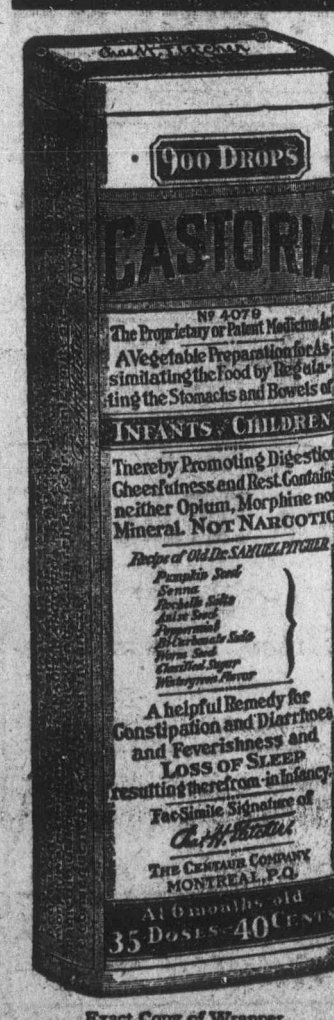 Chas. H. Fletcher
900 DROPS
CASTORIA
Nº 4079
The Proprietary or Patent Medicine Act
A Vegetable Preparation for As-
similating the Food by Regula-
ting the Stomachs and Bowels of
INFANTS CHILDREN
Thereby Promoting Digestion
Cheerfulness and Rest. Contains
neither Opium, Morphine nor
Mineral. NOT NARCOTIC
Recipe of Old Dr. SAMUEL PITCHER
Pumpkin Seed
Senna
Rochelle Salts
Anise Seed
Peppermint
Bi Carbonate Soda
Worm Seed
Clarified Sugar
Wintergreen Flavor
A helpful Remedy for
Constipation and Diarrhoea
and Feverishness and
LOSS OF SLEEP
resulting therefrom-in Infancy.
Fac-Simile Signature of
Chas. H. Fletcher
THE CENTAUR COMPANY
MONTREAL, P.Q.
At 6 months old
35 DOSES-40 CENTS
Exact Copy of Wrapper